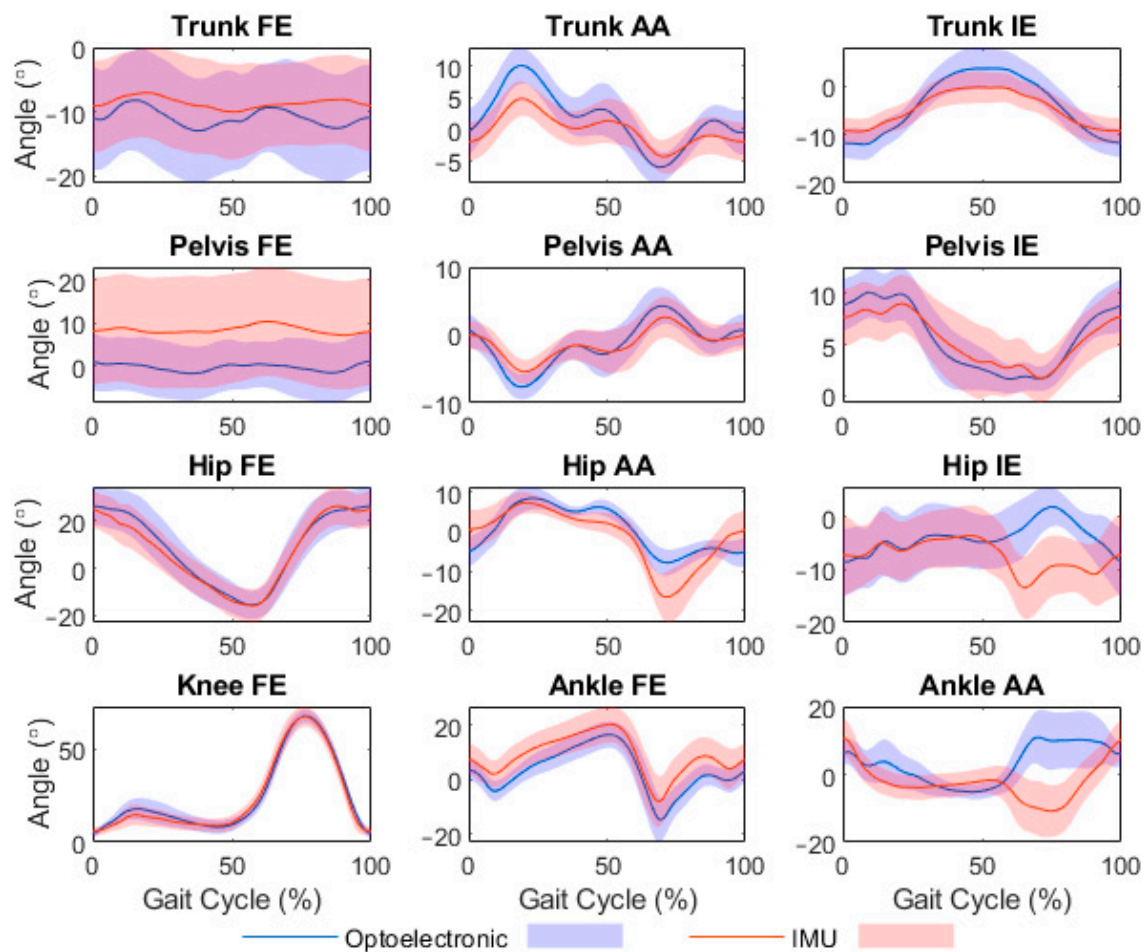 Trunk FE Trunk AA Trunk IE
Angle (°)
0
−10
−20
0 50 100
10
5
0
−5
0 50 100
0
−10
−20
0 50 100
Pelvis FE Pelvis AA Pelvis IE
Angle (°)
20
10
0
0 50 100
10
0
−10
0 50 100
10
5
0
0 50 100
Hip FE Hip AA Hip IE
Angle (°)
20
0
−20
0 50 100
10
0
−10
−20
0 50 100
0
−10
−20
0 50 100
Knee FE Ankle FE Ankle AA
Angle (°)
50
0
0 50 100
20
0
−20
0 50 100
20
0
−20
0 50 100
Gait Cycle (%) Gait Cycle (%) Gait Cycle (%)
Optoelectronic IMU